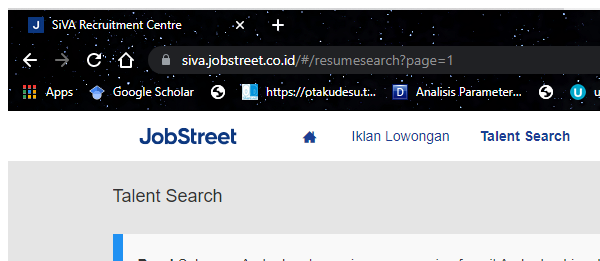 J SiVA Recruitment Centre
siva.jobstreet.co.id/#/resumesearch?page=1
Apps Google Scholar https://otakudesu.t... D Analisis Parameter... U
JobStreet Iklan Lowongan Talent Search
Talent Search